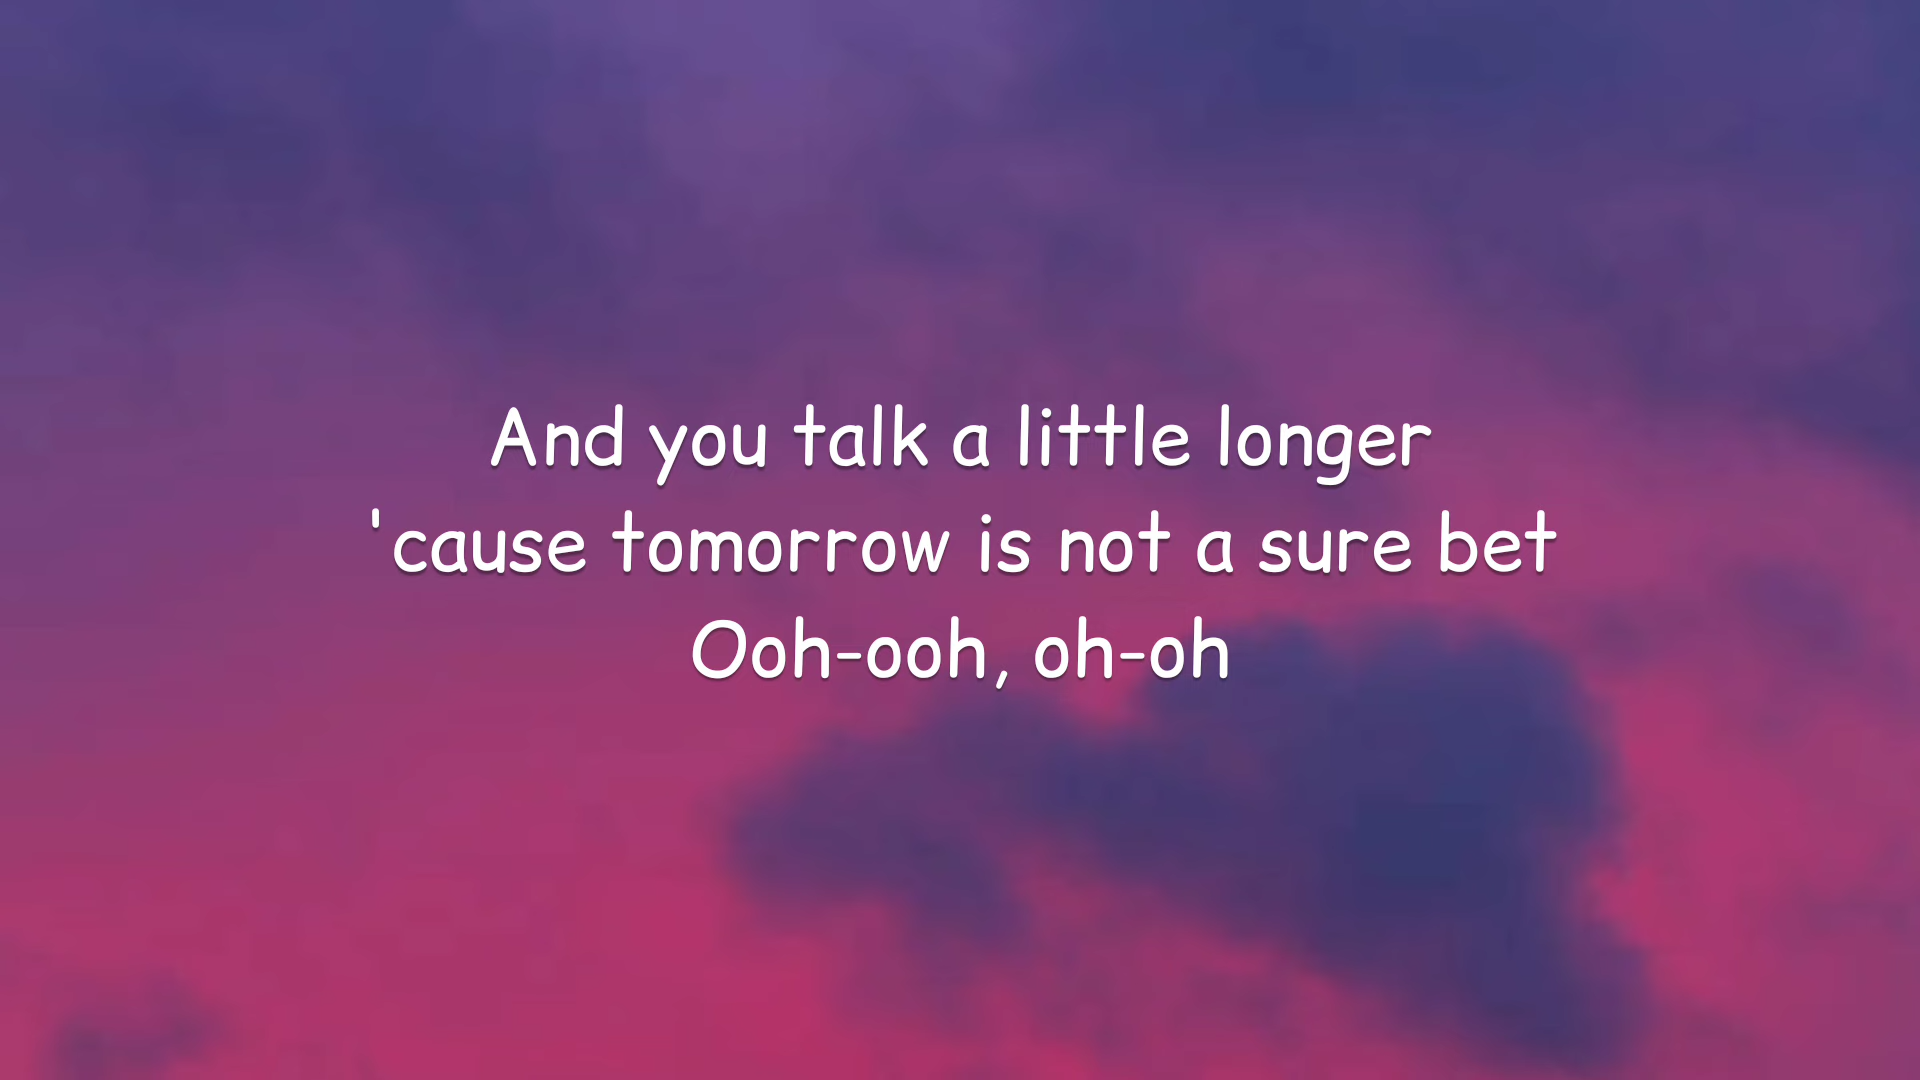 And you talk a little longer
'cause tomorrow is not a sure bet
Ooh-ooh, oh-oh